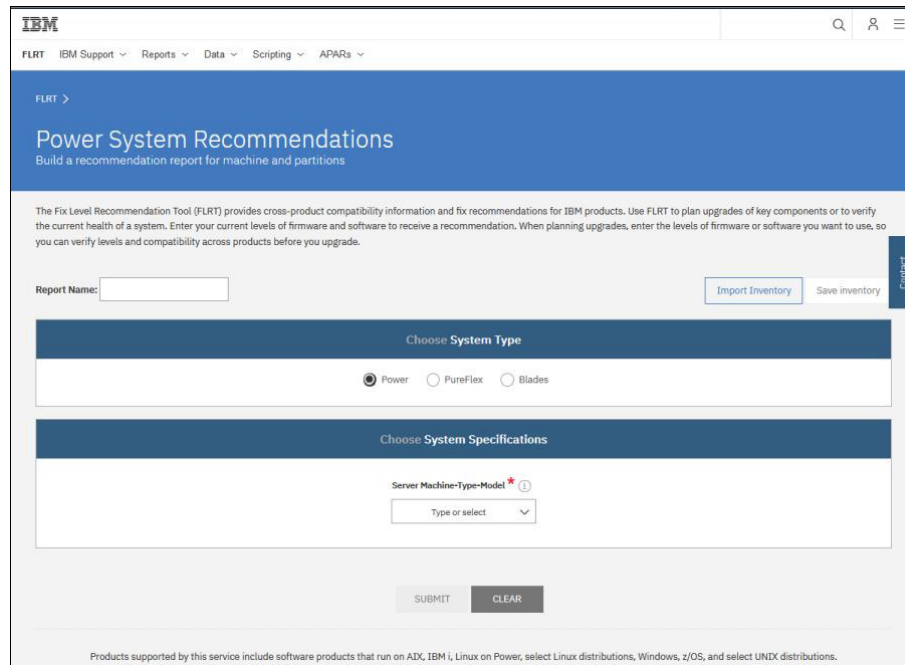 IBM
FLRT IBM Support Reports Data Scripting APARs
FLRT >
Power System Recommendations
Build a recommendation report for machine and partitions
The Fix Level Recommendation Tool (FLRT) provides cross-product compatibility information and fix recommendations for IBM products. Use FLRT to plan upgrades of key components or to verify
the current health of a system. Enter your current levels of firmware and software to receive a recommendation. When planning upgrades, enter the levels of firmware or software you want to use, so
you can verify levels and compatibility across products before you upgrade.
Contact
Report Name: Import Inventory Save inventory
Choose System Type
Power PureFlex Blades
Choose System Specifications
Server Machine-Type-Model *
Type or select
SUBMIT CLEAR
Products supported by this service include software products that run on AIX, IBM i, Linux on Power, select Linux distributions, Windows, z/OS, and select UNIX distributions.